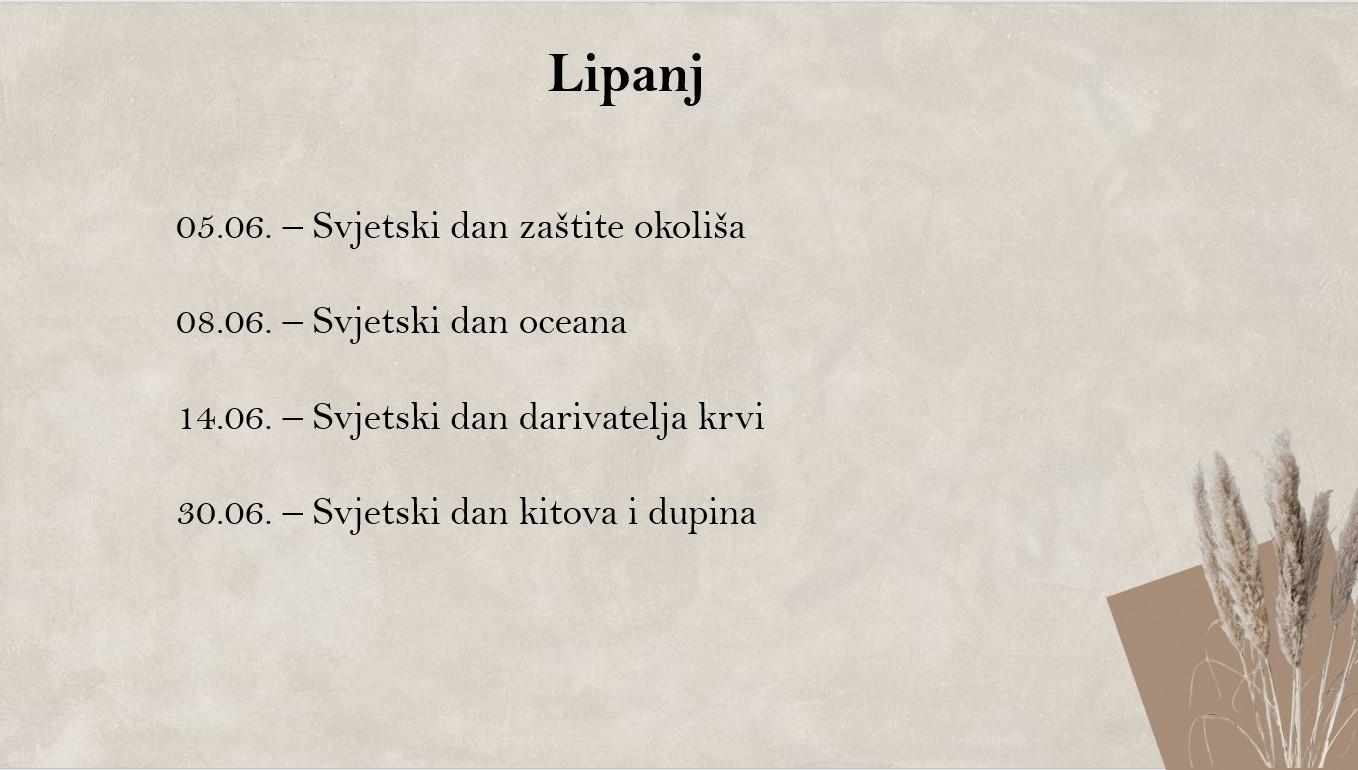 Lipanj
05.06. – Svjetski dan zaštite okoliša
08.06. – Svjetski dan oceana
14.06. – Svjetski dan darivatelja krvi
30.06. – Svjetski dan kitova i dupina